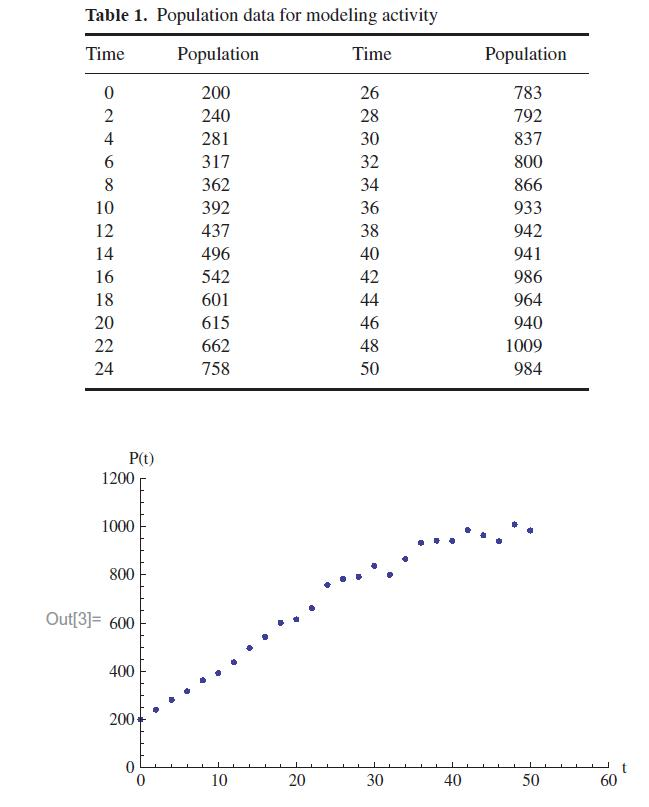 Table 1. Population data for modeling activity
Time Population Time Population
0 200 26 783
2 240 28 792
4 281 30 837
6 317 32 800
8 362 34 866
10 392 36 933
12 437 38 942
14 496 40 941
16 542 42 986
18 601 44 964
20 615 46 940
22 662 48 1009
24 758 50 984
P(t)
1200
1000
800
Out[3]= 600
400
200
0
0 10 20 30 40 50 60 t